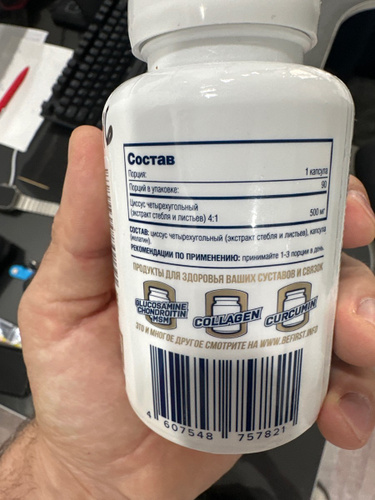 Состав
Порция: 1 капсула
Порций в упаковке: 90
Циссус четырехугольный
(экстракт стебля и листьев) 4:1 500 мг
СОСТАВ: циссус четырехугольный (экстракт стебля и листьев), капсула
(желатин).
РЕКОМЕНДАЦИИ ПО ПРИМЕНЕНИЮ: принимайте 1-3 порции в день.
ПРОДУКТЫ ДЛЯ ЗДОРОВЬЯ ВАШИХ СУСТАВОВ И СВЯЗОК
GLUCOSAMINE
CHONDROITIN
MSM
COLLAGEN
CURCUMIN
ЭТО И МНОГОЕ ДРУГОЕ СМОТРИТЕ НА WWW.BEFIRST.INFO
4 607548 757821